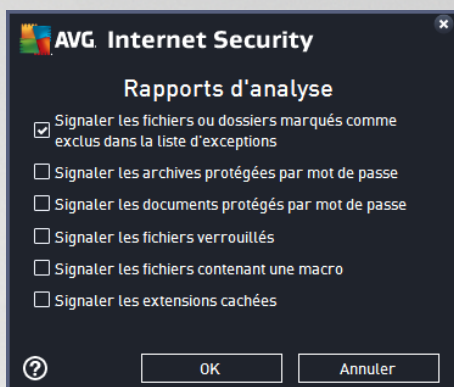 AVG. Internet Security
Rapports d'analyse
Signaler les fichiers ou dossiers marqués comme
exclus dans la liste d'exceptions
Signaler les archives protégées par mot de passe
Signaler les documents protégés par mot de passe
Signaler les fichiers verrouillés
Signaler les fichiers contenant une macro
Signaler les extensions cachées
? OK Annuler